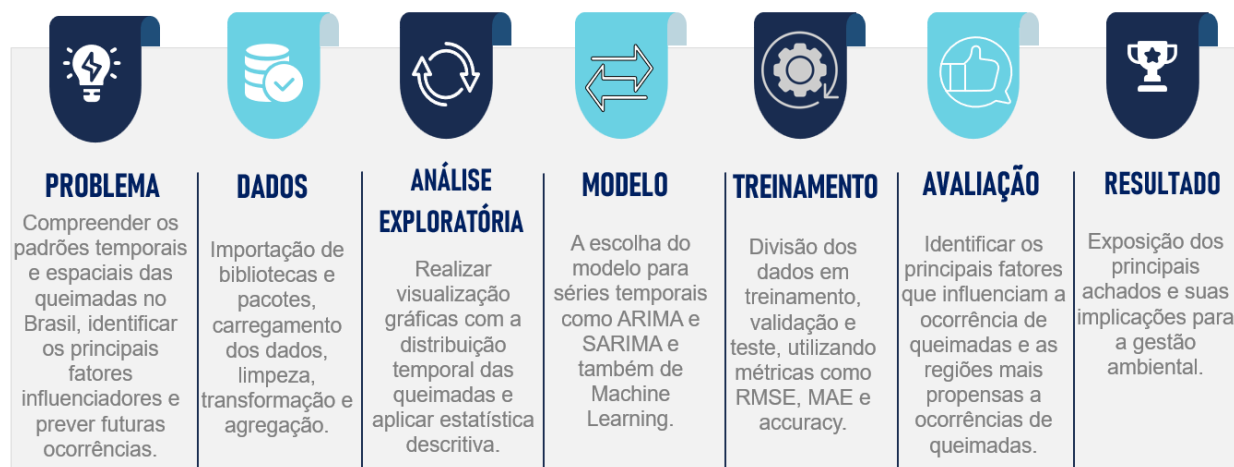 PROBLEMA
Compreender os
padrões temporais
e espaciais das
queimadas no
Brasil, identificar
os principais
fatores
influenciadores e
prever futuras
ocorrências.
DADOS
Importação de
bibliotecas e
pacotes,
carregamento
dos dados,
limpeza,
transformação e
agregação.
ANÁLISE
EXPLORATÓRIA
Realizar
visualização
gráficas com a
distribuição
temporal das
queimadas e
aplicar estatística
descritiva.
MODELO
A escolha do
modelo para
séries temporais
como ARIMA e
SARIMA e
também de
Machine
Learning.
TREINAMENTO
Divisão dos
dados em
treinamento,
validação e
teste, utilizando
métricas como
RMSE, MAE e
accuracy.
AVALIAÇÃO
Identificar os
principais fatores
que influenciam a
ocorrência de
queimadas e as
regiões mais
propensas a
ocorrências de
queimadas.
RESULTADO
Exposição dos
principais
achados e suas
implicações para
a gestão
ambiental.